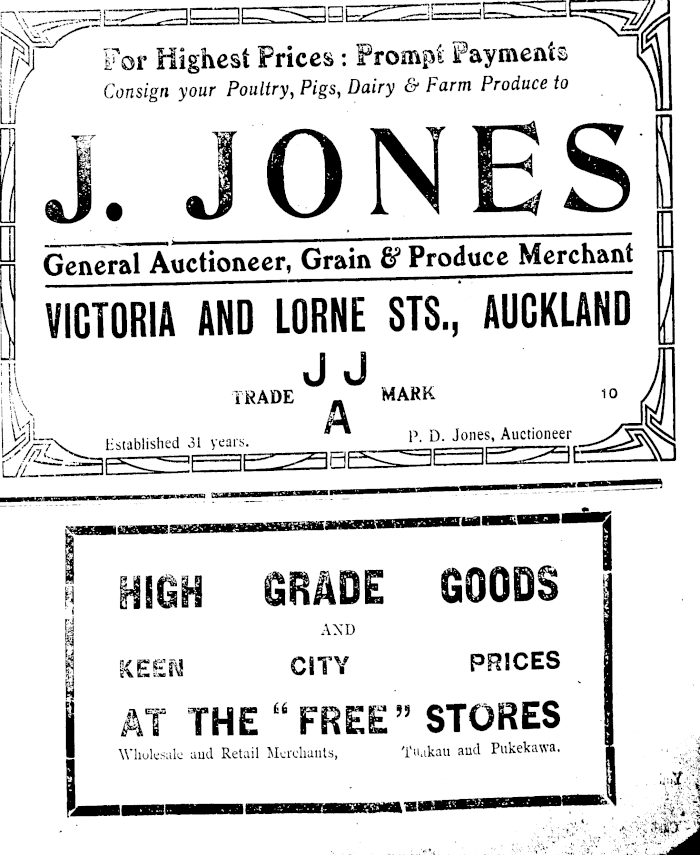 For Highest Prices : Prompt Payments
Consign your Poultry, Pigs, Dairy & Farm Produce to
J. JONES
General Auctioneer, Grain & Produce Merchant
VICTORIA AND LORNE STS., AUCKLAND
J J
TRADE MARK 10
A
Established 31 years. P. D. Jones, Auctioneer
HIGH GRADE GOODS
AND
KEEN CITY PRICES
AT THE "FREE" STORES
Wholesale and Retail Merchants, Tuakau and Pukekawa.